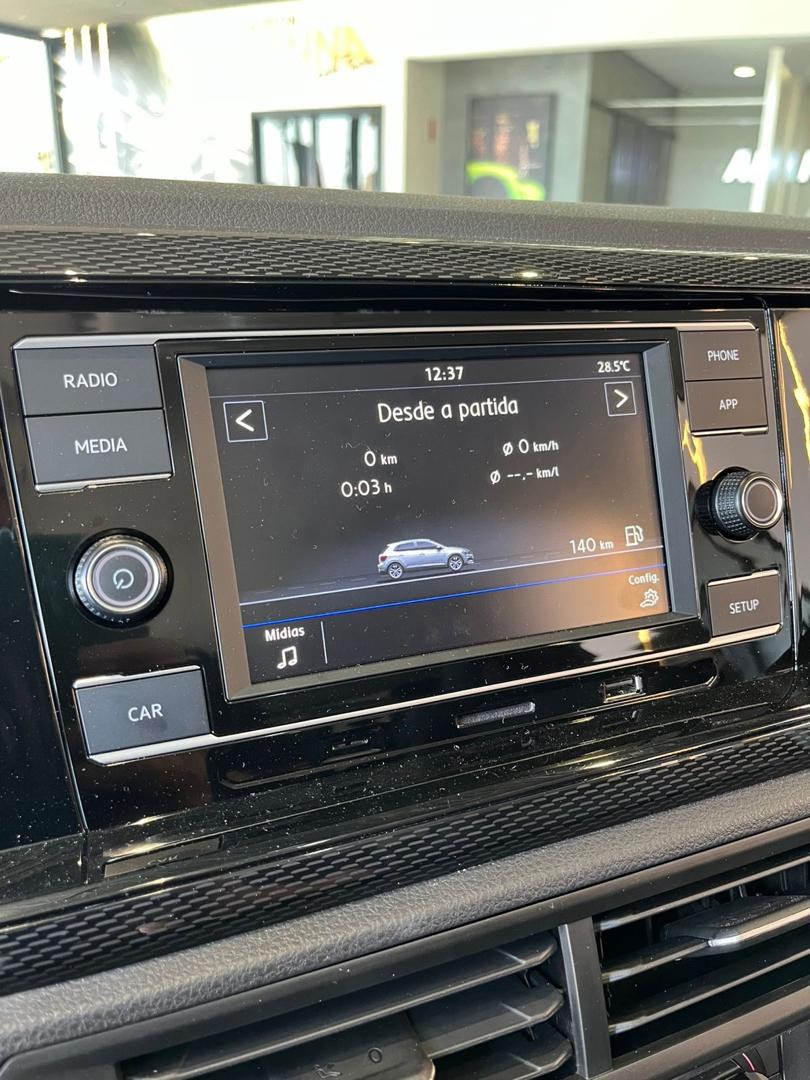 RADIO
MEDIA
CAR
12:37
28.5°C
<
Desde a partida
>
0 km
Ø 0 km/h
0:03 h
Ø --.- km/l
140 km
Config.
Mídias
PHONE
APP
SETUP